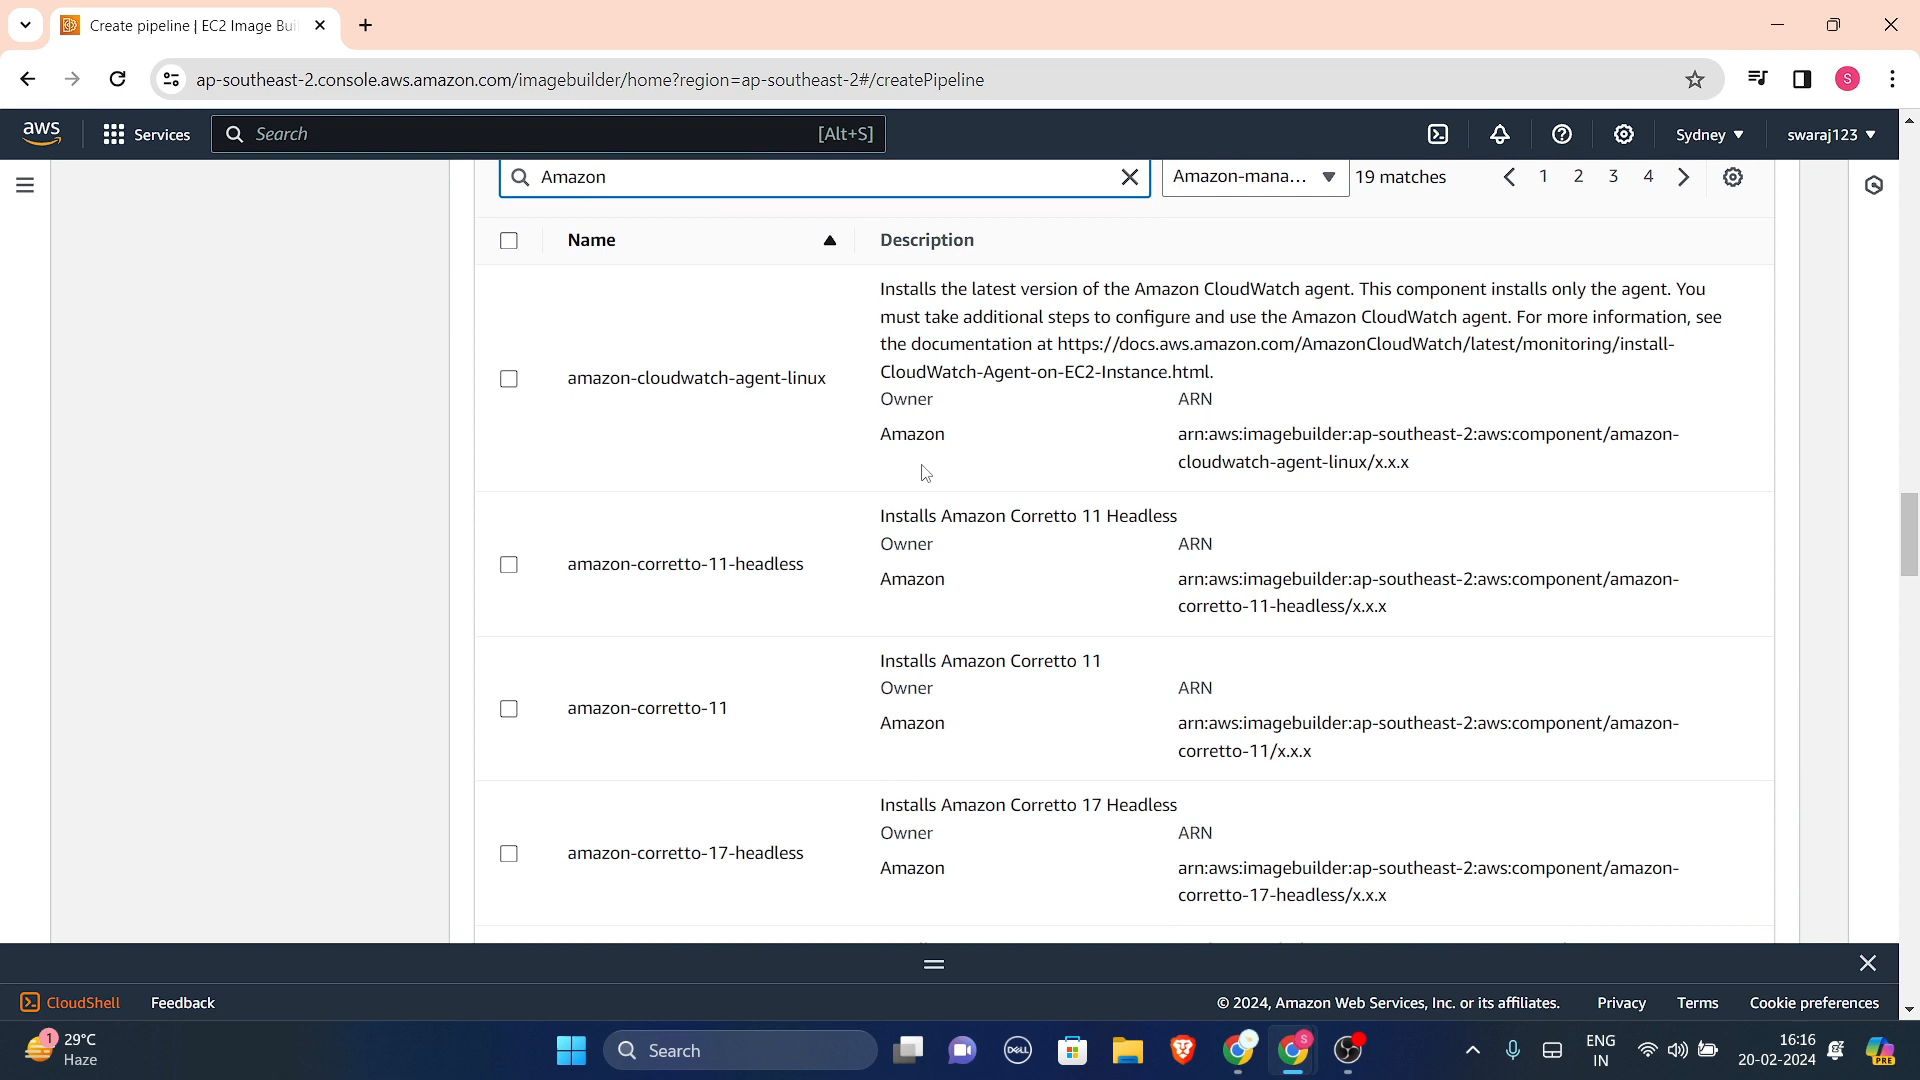 Create pipeline | EC2 Image Bui
ap-southeast-2.console.aws.amazon.com/imagebuilder/home?region=ap-southeast-2#/createPipeline
S
aws
Services
Search
[Alt+S]
Sydney ▼
swaraj123 ▼
Amazon
Amazon-mana... ▼
19 matches
1 2 3 4
Name
Description
amazon-cloudwatch-agent-linux
Installs the latest version of the Amazon CloudWatch agent. This component installs only the agent. You
must take additional steps to configure and use the Amazon CloudWatch agent. For more information, see
the documentation at https://docs.aws.amazon.com/AmazonCloudWatch/latest/monitoring/install-
CloudWatch-Agent-on-EC2-Instance.html.
Owner ARN
Amazon arn:aws:imagebuilder:ap-southeast-2:aws:component/amazon-
cloudwatch-agent-linux/x.x.x
amazon-corretto-11-headless
Installs Amazon Corretto 11 Headless
Owner ARN
Amazon arn:aws:imagebuilder:ap-southeast-2:aws:component/amazon-
corretto-11-headless/x.x.x
amazon-corretto-11
Installs Amazon Corretto 11
Owner ARN
Amazon arn:aws:imagebuilder:ap-southeast-2:aws:component/amazon-
corretto-11/x.x.x
amazon-corretto-17-headless
Installs Amazon Corretto 17 Headless
Owner ARN
Amazon arn:aws:imagebuilder:ap-southeast-2:aws:component/amazon-
corretto-17-headless/x.x.x
CloudShell
Feedback
© 2024, Amazon Web Services, Inc. or its affiliates.
Privacy
Terms
Cookie preferences
1
29°C
Haze
Search
DELL
S
ENG
IN
16:16
20-02-2024
PRE